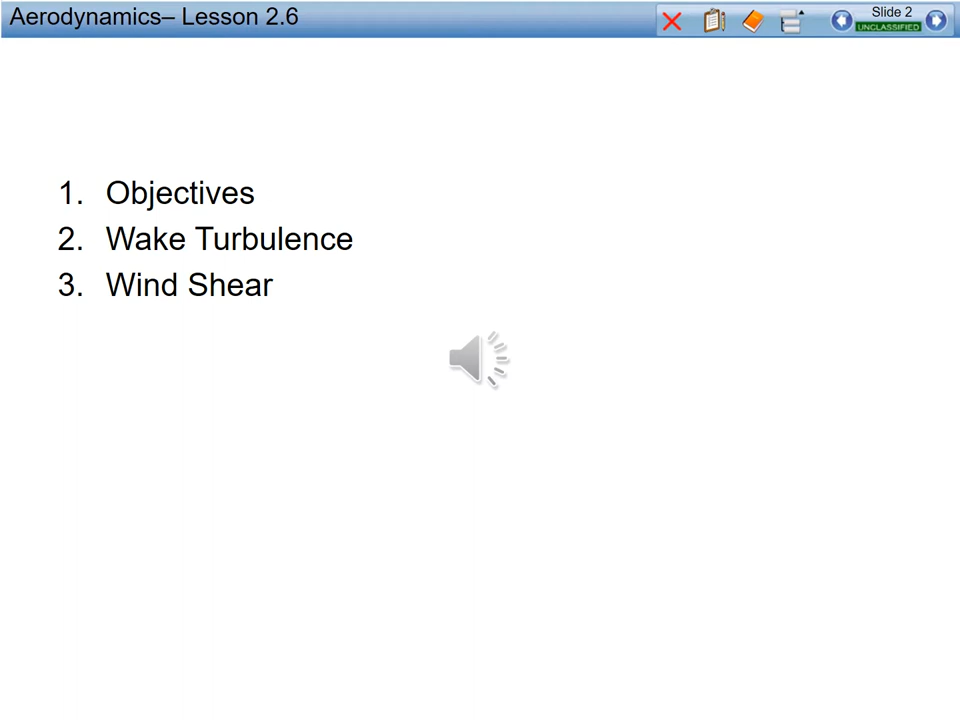 Aerodynamics– Lesson 2.6
Slide 2
UNCLASSIFIED
1. Objectives
2. Wake Turbulence
3. Wind Shear